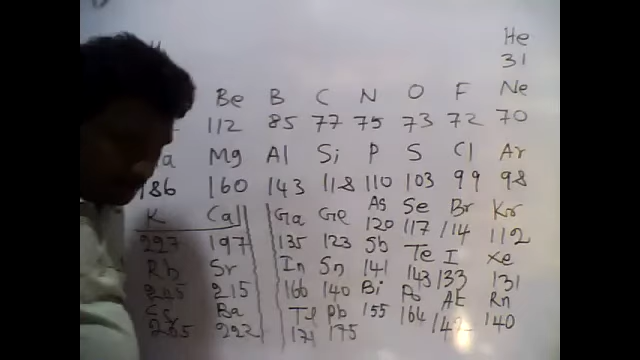 He
31
Be B C N O F Ne
112 85 77 75 73 72 70
Mg Al Si P S Cl Ar
186 160 143 118 110 103 99 98
K Ca Ga Ge As Se Br Kr
227 197 135 123 120 117 114 112
Rb Sr In Sn Sb Te I Xe
215 166 140 141 143 133 131
Ba Tl Pb Bi Po At Rn
222 171 175 155 164 140